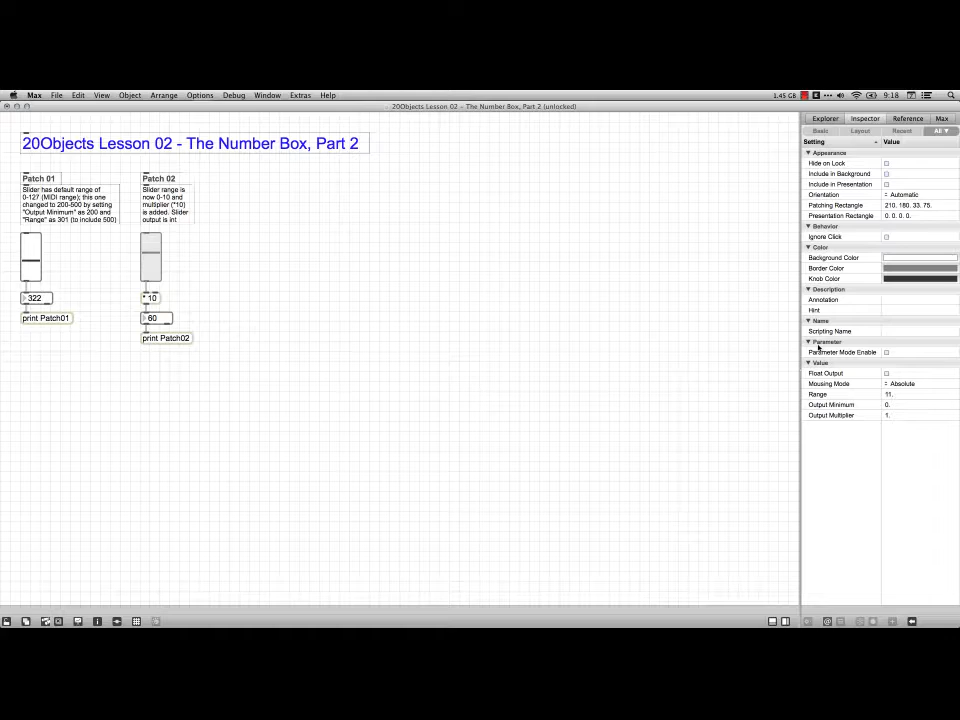 Max File Edit View Object Arrange Options Debug Window Extras Help 1.45 GB 9:18
20Objects Lesson 02 - The Number Box, Part 2 (unlocked)
Explorer Inspector Reference Max
Basic Layout Recent All ▼
Setting Value
20Objects Lesson 02 - The Number Box, Part 2
Patch 01
Slider has default range of
0-127 (MIDI range); this one
changed to 200-500 by setting
"Output Minimum" as 200 and
"Range" as 301 (to include 500)
322
print Patch01
Patch 02
Slider range is
now 0-10 and
multiplier (*10)
is added. Slider
output is int
* 10
60
print Patch02
▼ Appearance
Hide on Lock
Include in Background
Include in Presentation
Orientation Automatic
Patching Rectangle 210. 180. 33. 75.
Presentation Rectangle 0. 0. 0. 0.
▼ Behavior
Ignore Click
▼ Color
Background Color
Border Color
Knob Color
▼ Description
Annotation
Hint
▼ Name
Scripting Name
▼ Parameter
Parameter Mode Enable
▼ Value
Float Output
Mousing Mode Absolute
Range 11.
Output Minimum 0.
Output Multiplier 1.